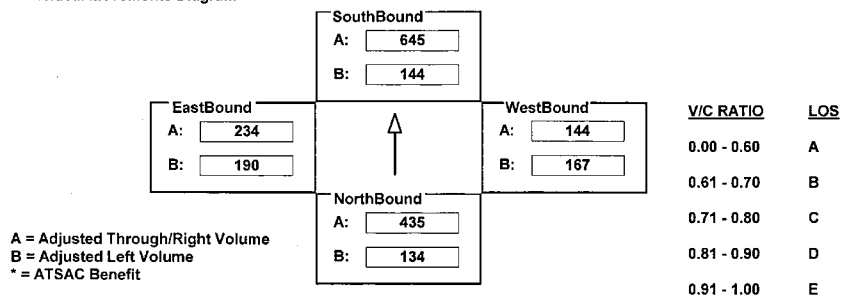 SouthBound
A: 645
B: 144
EastBound
A: 234
B: 190
WestBound
A: 144
B: 167
NorthBound
A: 435
B: 134
A = Adjusted Through/Right Volume
B = Adjusted Left Volume
* = ATSAC Benefit
V/C RATIO LOS
0.00 - 0.60 A
0.61 - 0.70 B
0.71 - 0.80 C
0.81 - 0.90 D
0.91 - 1.00 E